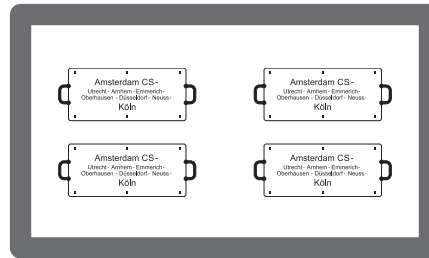 Amsterdam CS-
Utrecht- Arnhem- Emmerich-
Oberhausen - Düsseldorf- Neuss-
Köln
Amsterdam CS-
Utrecht- Arnhem- Emmerich-
Oberhausen - Düsseldorf- Neuss-
Köln
Amsterdam CS-
Utrecht- Arnhem- Emmerich-
Oberhausen - Düsseldorf- Neuss-
Köln
Amsterdam CS-
Utrecht- Arnhem- Emmerich-
Oberhausen - Düsseldorf- Neuss-
Köln